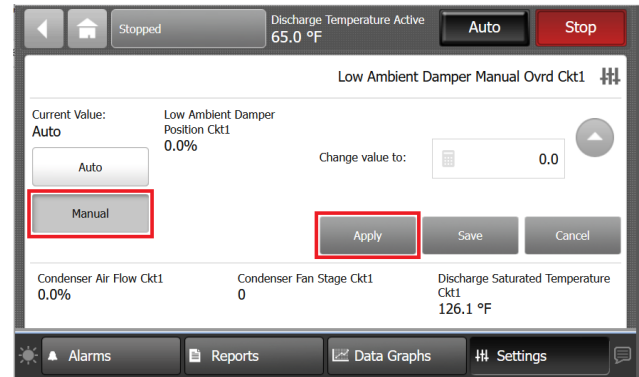 Stopped
Discharge Temperature Active
65.0 °F
Auto
Stop
Low Ambient Damper Manual Ovrd Ckt1
Current Value:
Auto
Low Ambient Damper
Position Ckt1
0.0%
Auto
Manual
Change value to:
0.0
Apply
Save
Cancel
Condenser Air Flow Ckt1
0.0%
Condenser Fan Stage Ckt1
0
Discharge Saturated Temperature
Ckt1
126.1 °F
Alarms
Reports
Data Graphs
Settings